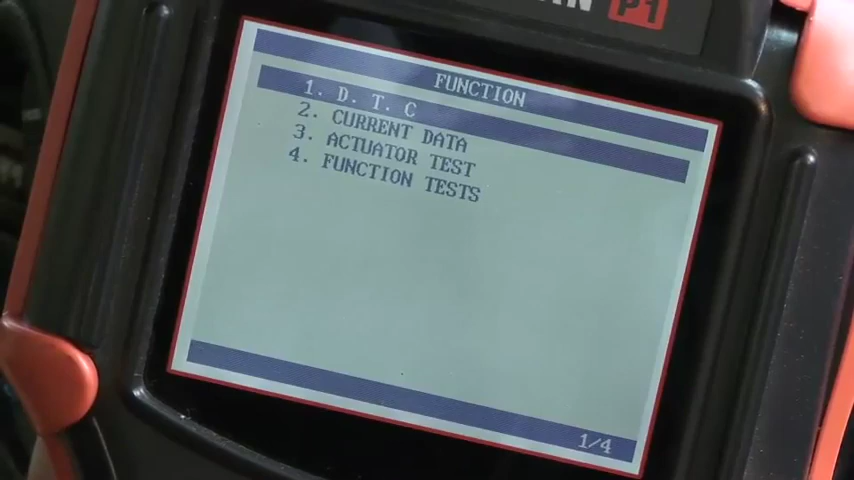 P1
FUNCTION
1. D. T. C
2. CURRENT DATA
3. ACTUATOR TEST
4. FUNCTION TESTS
1/4